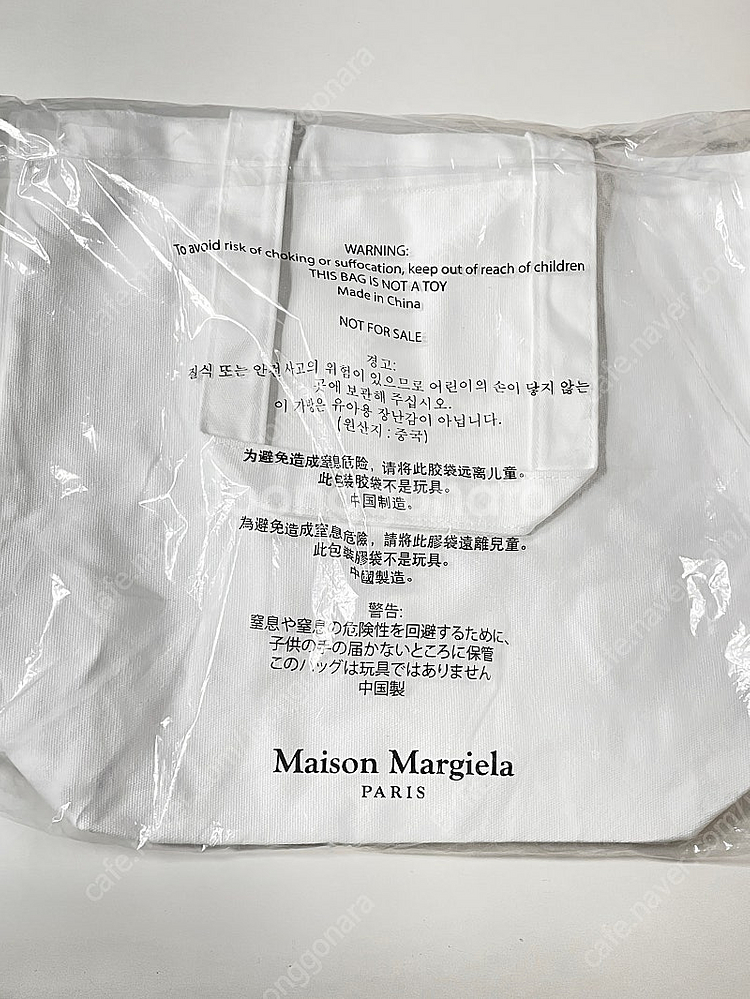 WARNING:
To avoid risk of choking or suffocation, keep out of reach of children
THIS BAG IS NOT A TOY
Made in China
NOT FOR SALE
경고:
질식 또는 안전사고의 위험이 있으므로 어린이의 손이 닿지 않는
곳에 보관해 주십시오.
이 가방은 유아용 장난감이 아닙니다.
(원산지 : 중국)
为避免造成窒息危险，请将此胶袋远离儿童。
此包装胶袋不是玩具。
中国制造。
為避免造成窒息危險，請將此膠袋遠離兒童。
此包裝膠袋不是玩具。
中國製造。
警告:
窒息や窒息の危険性を回避するために、
子供の手の届かないところに保管
このバッグは玩具ではありません
中国製
Maison Margiela
PARIS